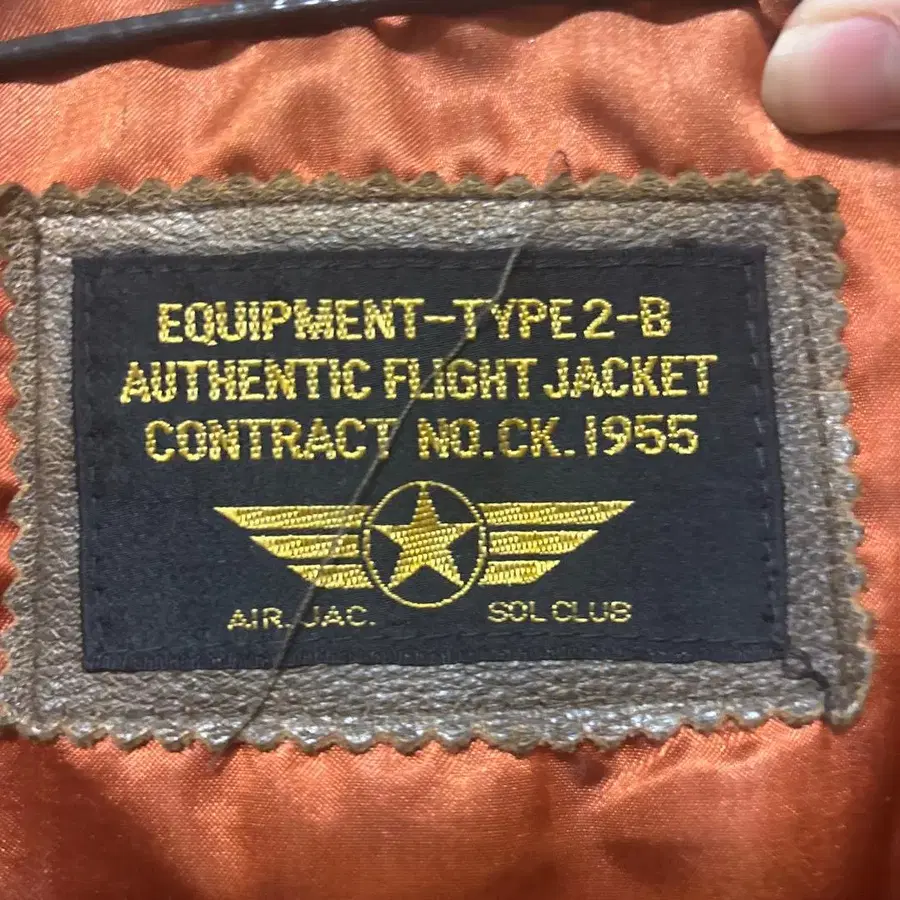 EQUIPMENT-TYPE 2-B
AUTHENTIC FLIGHT JACKET
CONTRACT NO.CK.1955
AIR. JAC. SOL CLUB